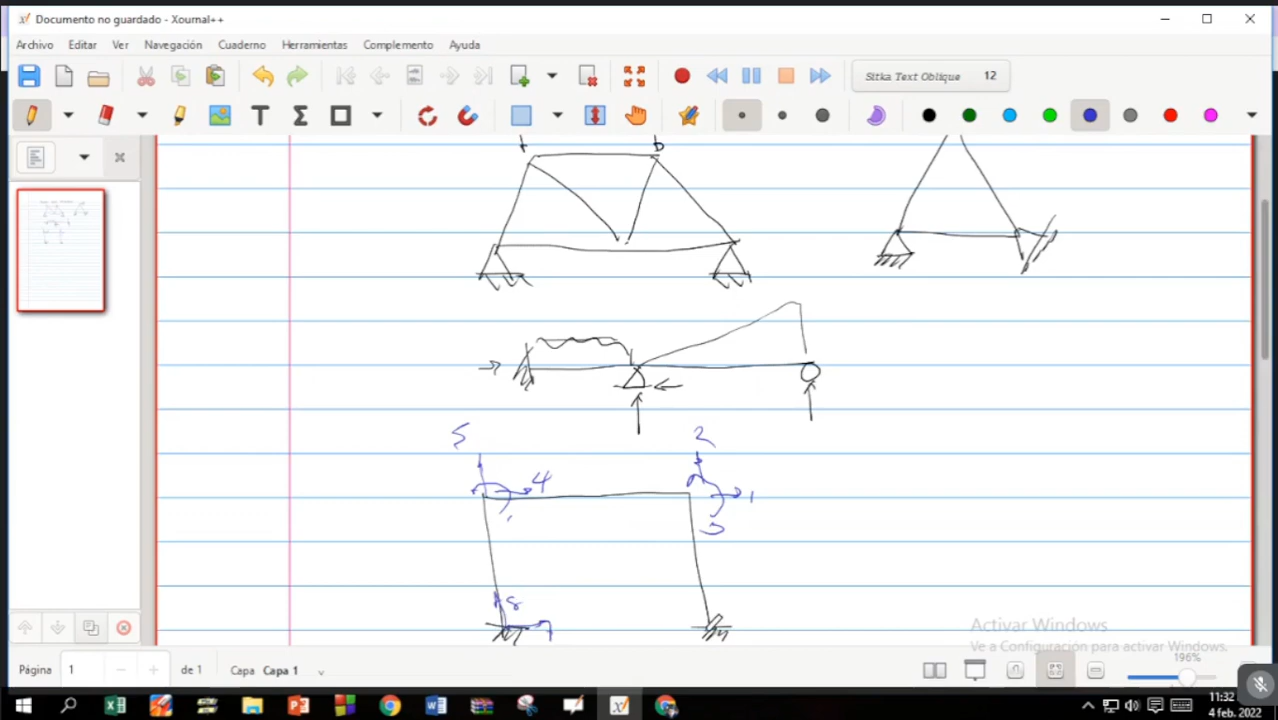 Documento no guardado - Xournal++
Archivo Editar Ver Navegación Cuaderno Herramientas Complemento Ayuda
Sitka Text Oblique 12
T Σ
b
5 2
4 1
3
8
7
Activar Windows
Ve a Configuración para activar Windows.
196%
Página 1 de 1 Capa Capa 1
11:32
4 feb. 2022